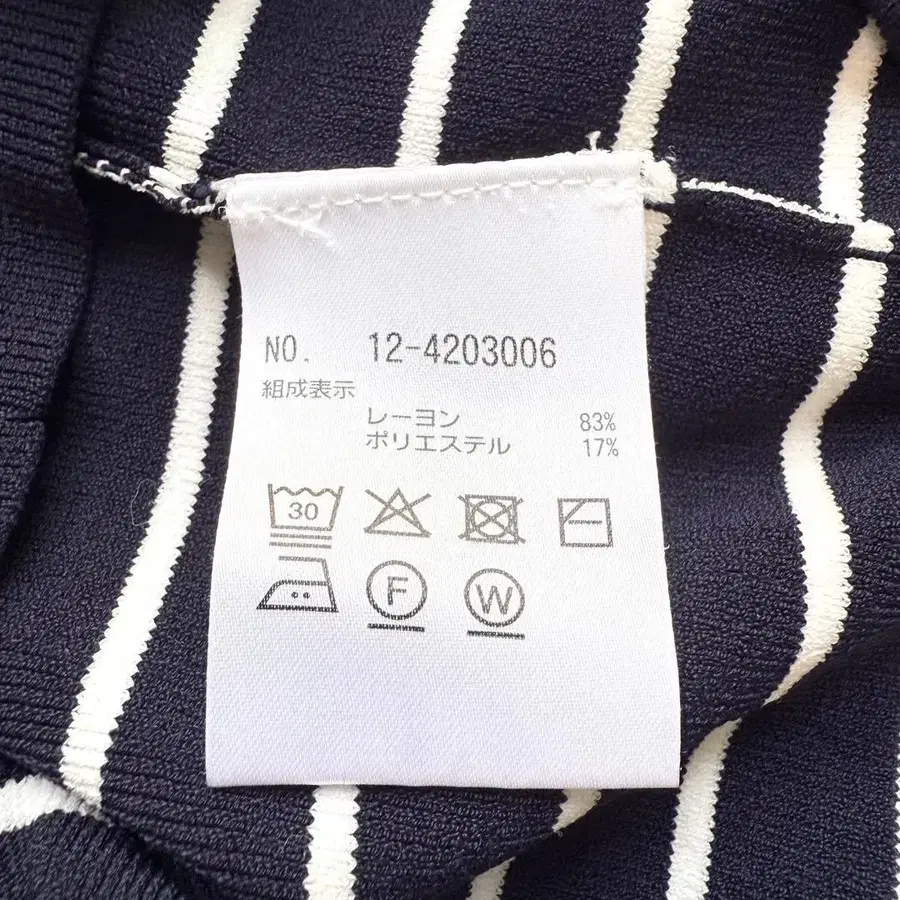 NO. 12-4203006
組成表示
レーヨン 83%
ポリエステル 17%
30
F W